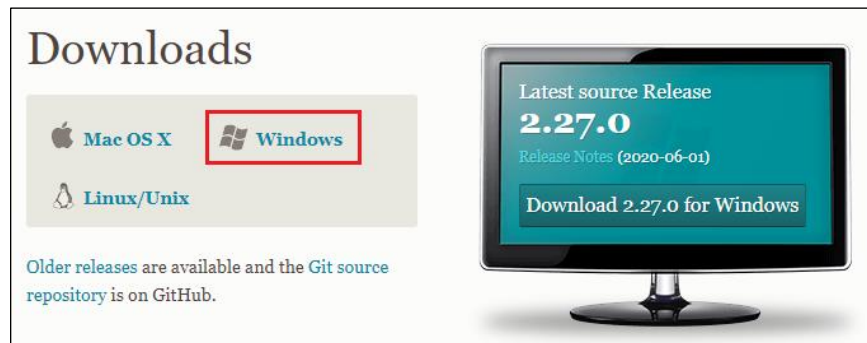 Downloads
Mac OS X
Windows
Linux/Unix
Older releases are available and the Git source
repository is on GitHub.
Latest source Release
2.27.0
Release Notes (2020-06-01)
Download 2.27.0 for Windows